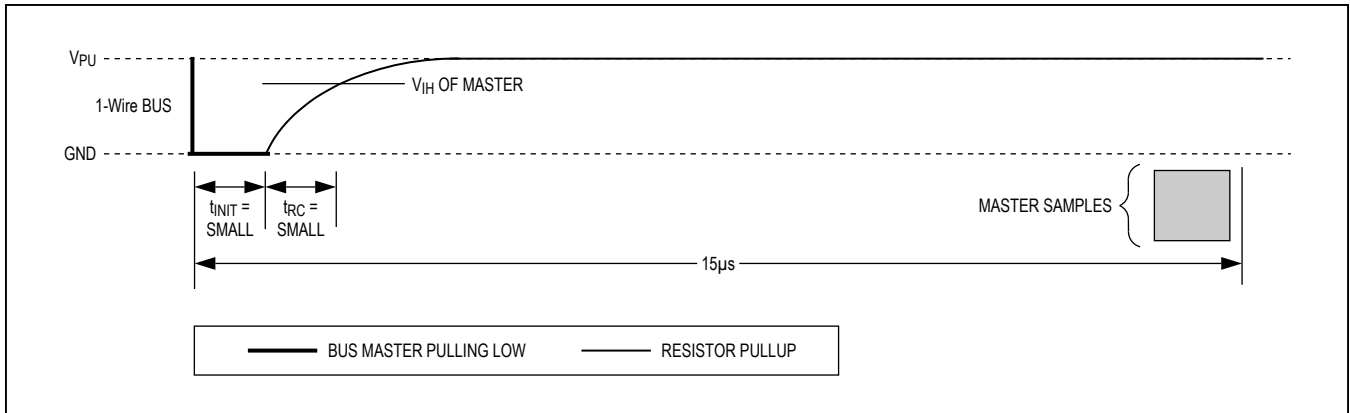 VPU
VIH OF MASTER
1-Wire BUS
GND
tINIT =
SMALL
tRC =
SMALL
MASTER SAMPLES
15µs
BUS MASTER PULLING LOW
RESISTOR PULLUP